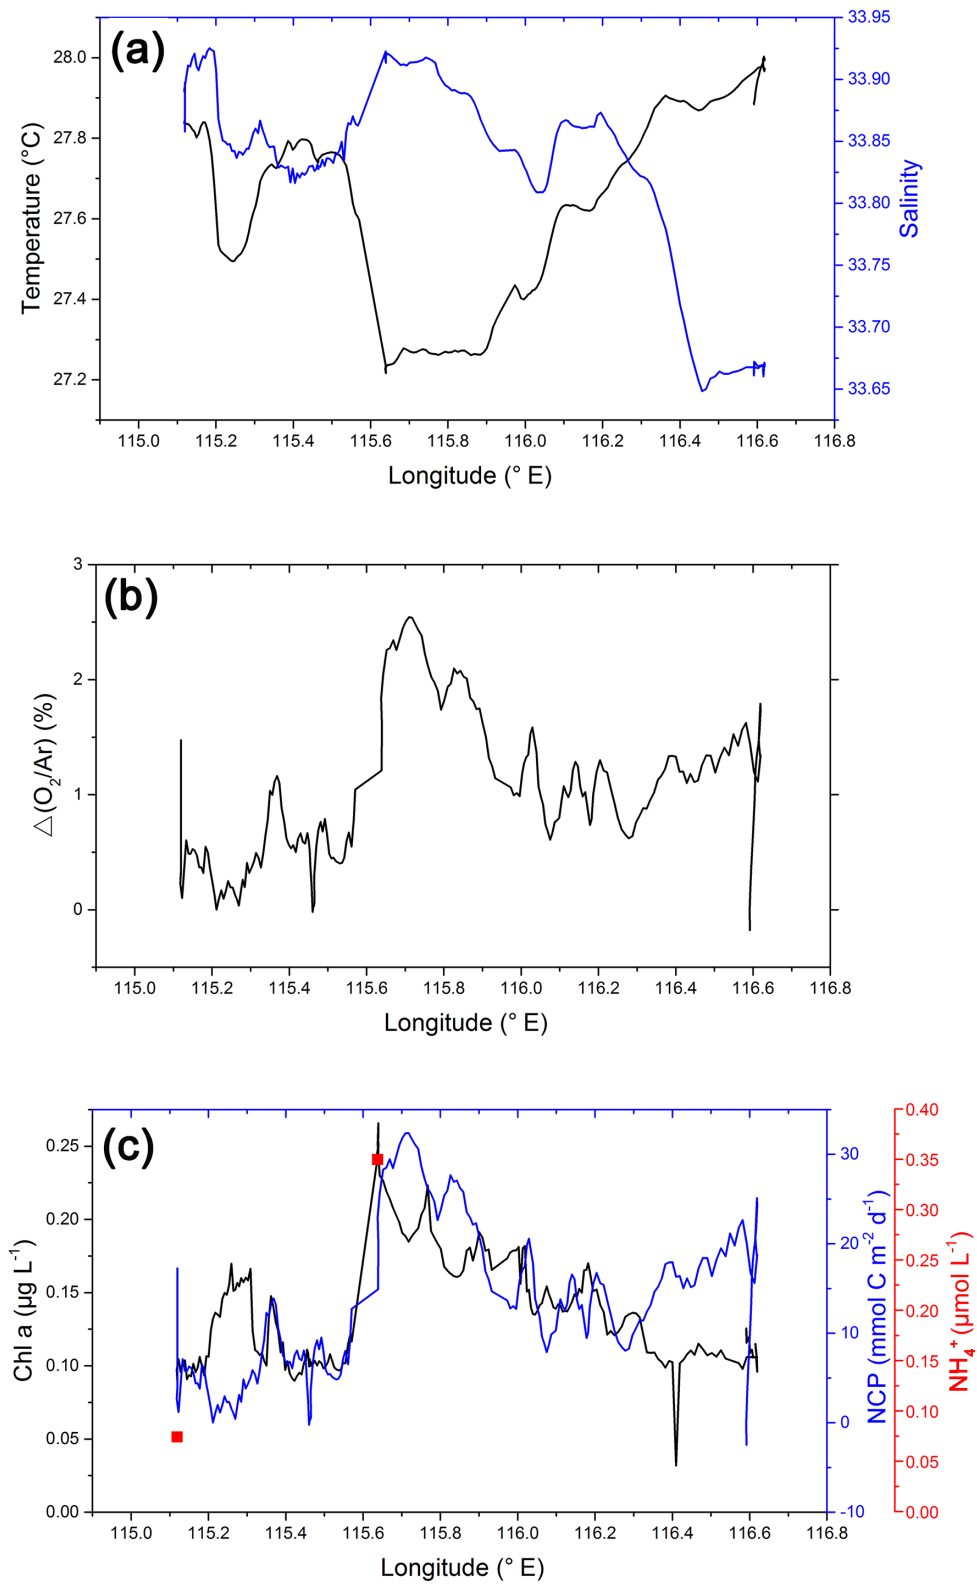 (a)
28.0
27.8
27.6
27.4
27.2
Temperature (°C)
33.95
33.90
33.85
33.80
33.75
33.70
33.65
Salinity
115.0 115.2 115.4 115.6 115.8 116.0 116.2 116.4 116.6 116.8
Longitude (° E)
(b)
3
2
1
0
△(O₂/Ar) (%)
115.0 115.2 115.4 115.6 115.8 116.0 116.2 116.4 116.6 116.8
Longitude (° E)
(c)
0.25
0.20
0.15
0.10
0.05
0.00
Chl a (µg L⁻¹)
30
20
10
0
-10
NCP (mmol C m⁻² d⁻¹)
0.40
0.35
0.30
0.25
0.20
0.15
0.10
0.05
0.00
NH₄⁺ (µmol L⁻¹)
115.0 115.2 115.4 115.6 115.8 116.0 116.2 116.4 116.6 116.8
Longitude (° E)